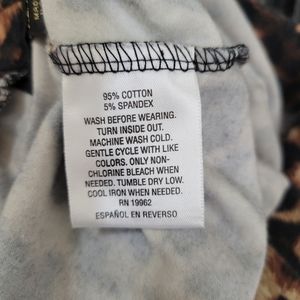 95% COTTON
5% SPANDEX
WASH BEFORE WEARING.
TURN INSIDE OUT.
MACHINE WASH COLD.
GENTLE CYCLE WITH LIKE
COLORS. ONLY NON-
CHLORINE BLEACH WHEN
NEEDED. TUMBLE DRY LOW.
COOL IRON WHEN NEEDED.
RN 19962
ESPAÑOL EN REVERSO